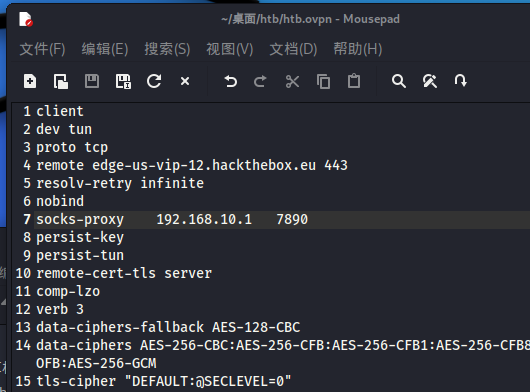 ~/桌面/htb/htb.ovpn - Mousepad
文件(F) 编辑(E) 搜索(S) 视图(V) 文档(D) 帮助(H)
1 client
2 dev tun
3 proto tcp
4 remote edge-us-vip-12.hackthebox.eu 443
5 resolv-retry infinite
6 nobind
7 socks-proxy 192.168.10.1 7890
8 persist-key
9 persist-tun
10 remote-cert-tls server
11 comp-lzo
12 verb 3
13 data-ciphers-fallback AES-128-CBC
14 data-ciphers AES-256-CBC:AES-256-CFB:AES-256-CFB1:AES-256-CFB8
OFB:AES-256-GCM
15 tls-cipher "DEFAULT:@SECLEVEL=0"